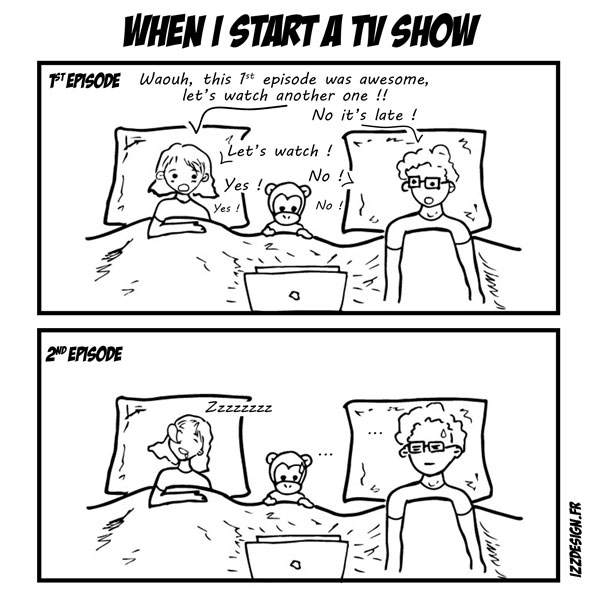 WHEN I START A TV SHOW
1ST EPISODE
Waouh, this 1st episode was awesome,
let's watch another one !!
No it's late !
Let's watch !
No !
Yes !
No !
Yes !
2ND EPISODE
Zzzzzzzz
...
...
IZZDESIGN.FR